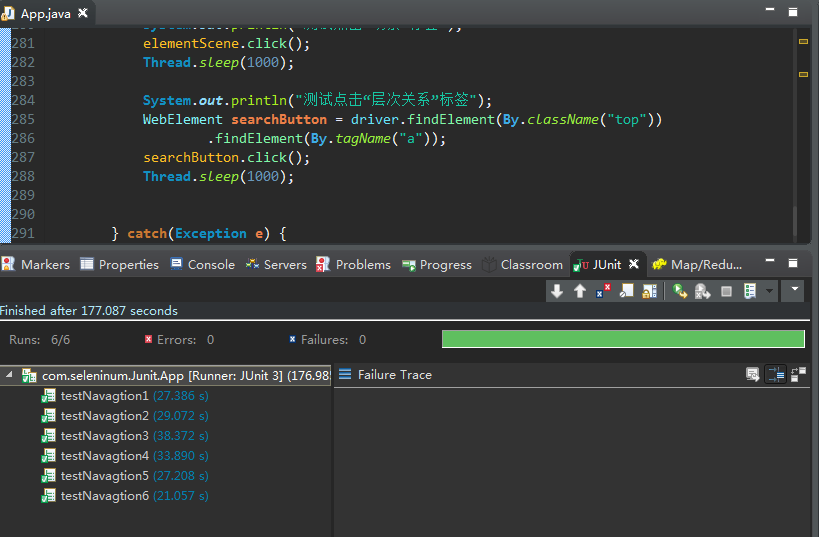 App.java
281 elementScene.click();
282 Thread.sleep(1000);
283
284 System.out.println("测试点击“层次关系”标签");
285 WebElement searchButton = driver.findElement(By.className("top"))
286 .findElement(By.tagName("a"));
287 searchButton.click();
288 Thread.sleep(1000);
289
290
291 } catch(Exception e) {
Markers Properties Console Servers Problems Progress Classroom JUnit Map/Redu...
Finished after 177.087 seconds
Runs: 6/6 Errors: 0 Failures: 0
com.seleninum.Junit.App [Runner: JUnit 3] (176.985 Failure Trace
testNavagtion1 (27.386 s)
testNavagtion2 (29.072 s)
testNavagtion3 (38.372 s)
testNavagtion4 (33.890 s)
testNavagtion5 (27.208 s)
testNavagtion6 (21.057 s)